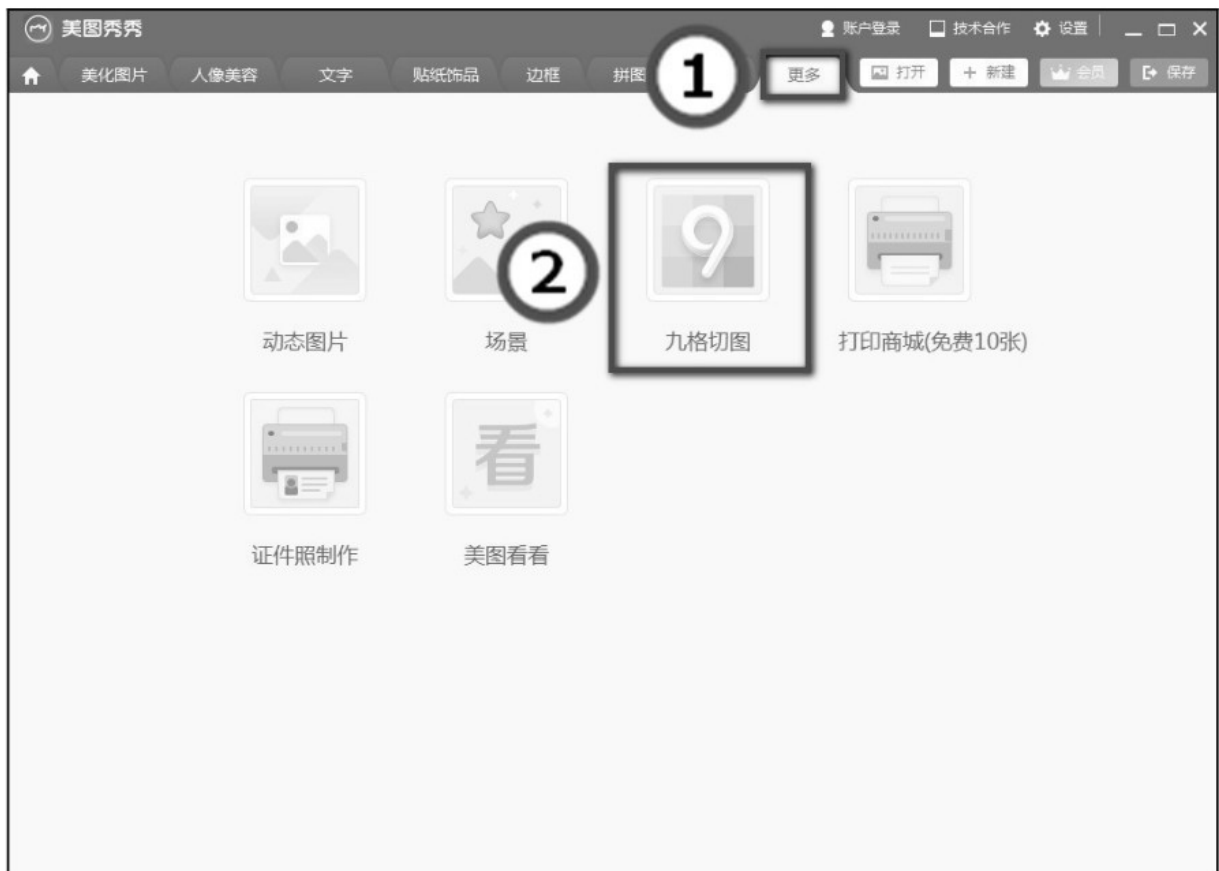 美图秀秀 账户登录 技术合作 设置
美化图片 人像美容 文字 贴纸饰品 边框 拼图 1 更多 打开 + 新建 会员 保存
9
2
动态图片 场景 九格切图 打印商城(免费10张)
看
证件照制作 美图看看